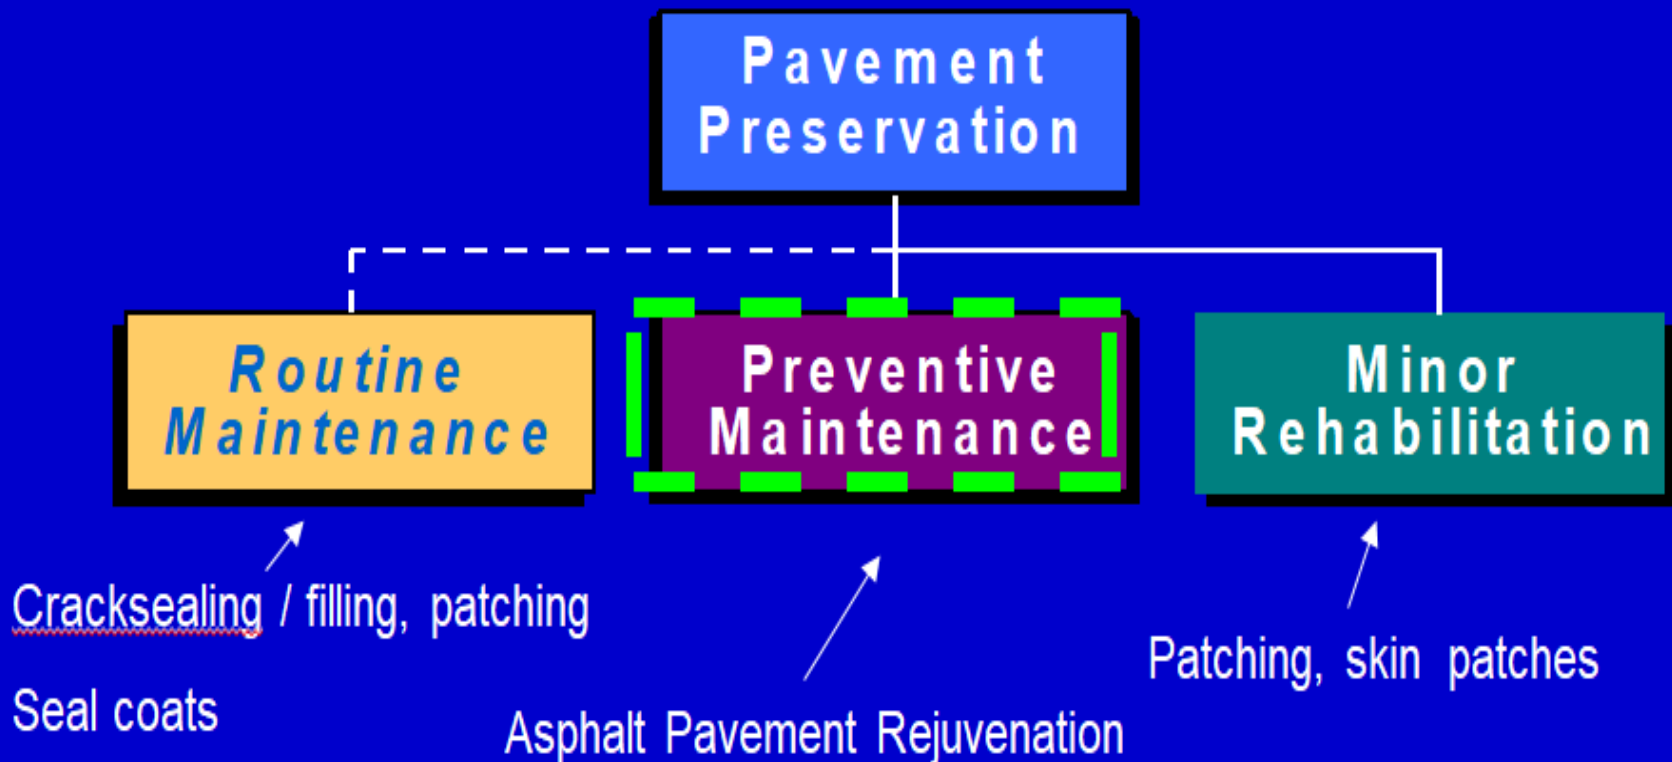 Pavement
Preservation
Routine
Maintenance
Preventive
Maintenance
Minor
Rehabilitation
Cracksealing / filling, patching
Seal coats
Asphalt Pavement Rejuvenation
Patching, skin patches